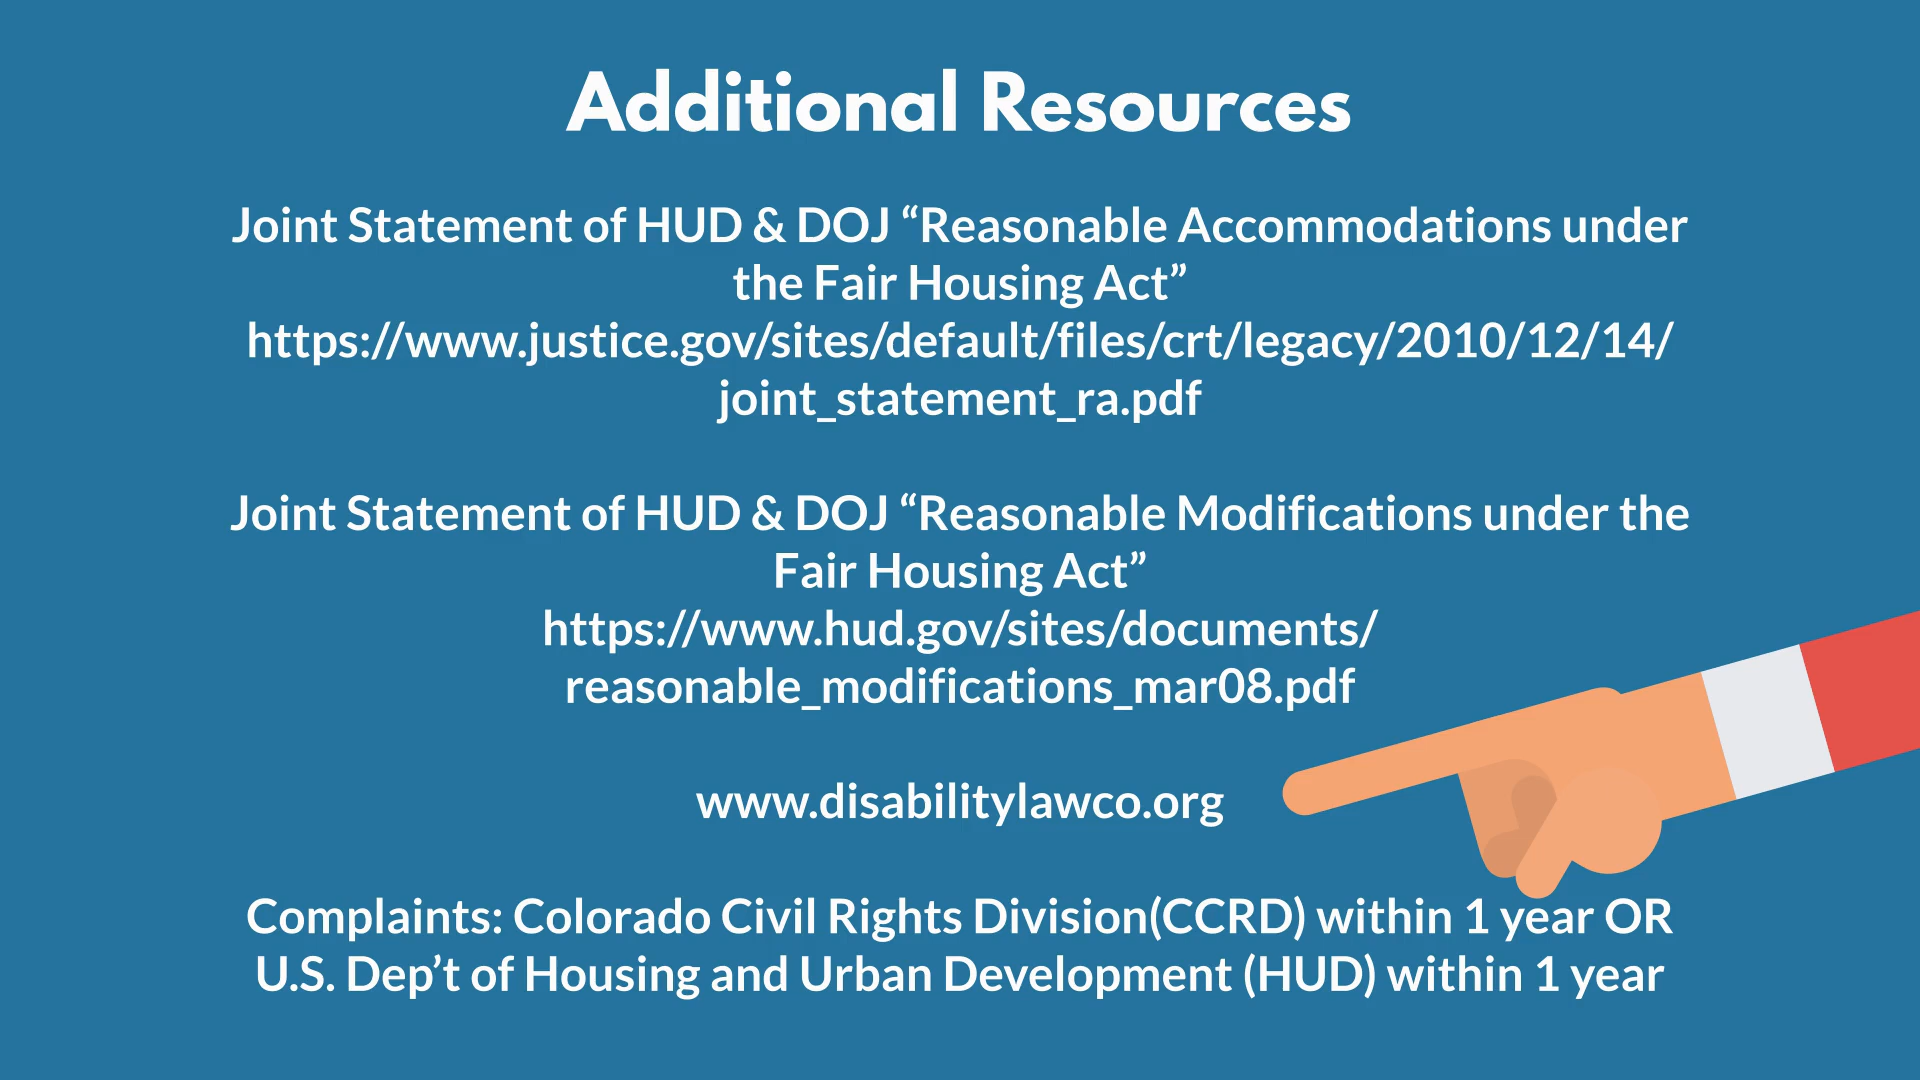 Additional Resources
Joint Statement of HUD & DOJ “Reasonable Accommodations under
the Fair Housing Act”
https://www.justice.gov/sites/default/files/crt/legacy/2010/12/14/
joint_statement_ra.pdf
Joint Statement of HUD & DOJ “Reasonable Modifications under the
Fair Housing Act”
https://www.hud.gov/sites/documents/
reasonable_modifications_mar08.pdf
www.disabilitylawco.org
Complaints: Colorado Civil Rights Division(CCRD) within 1 year OR
U.S. Dep’t of Housing and Urban Development (HUD) within 1 year